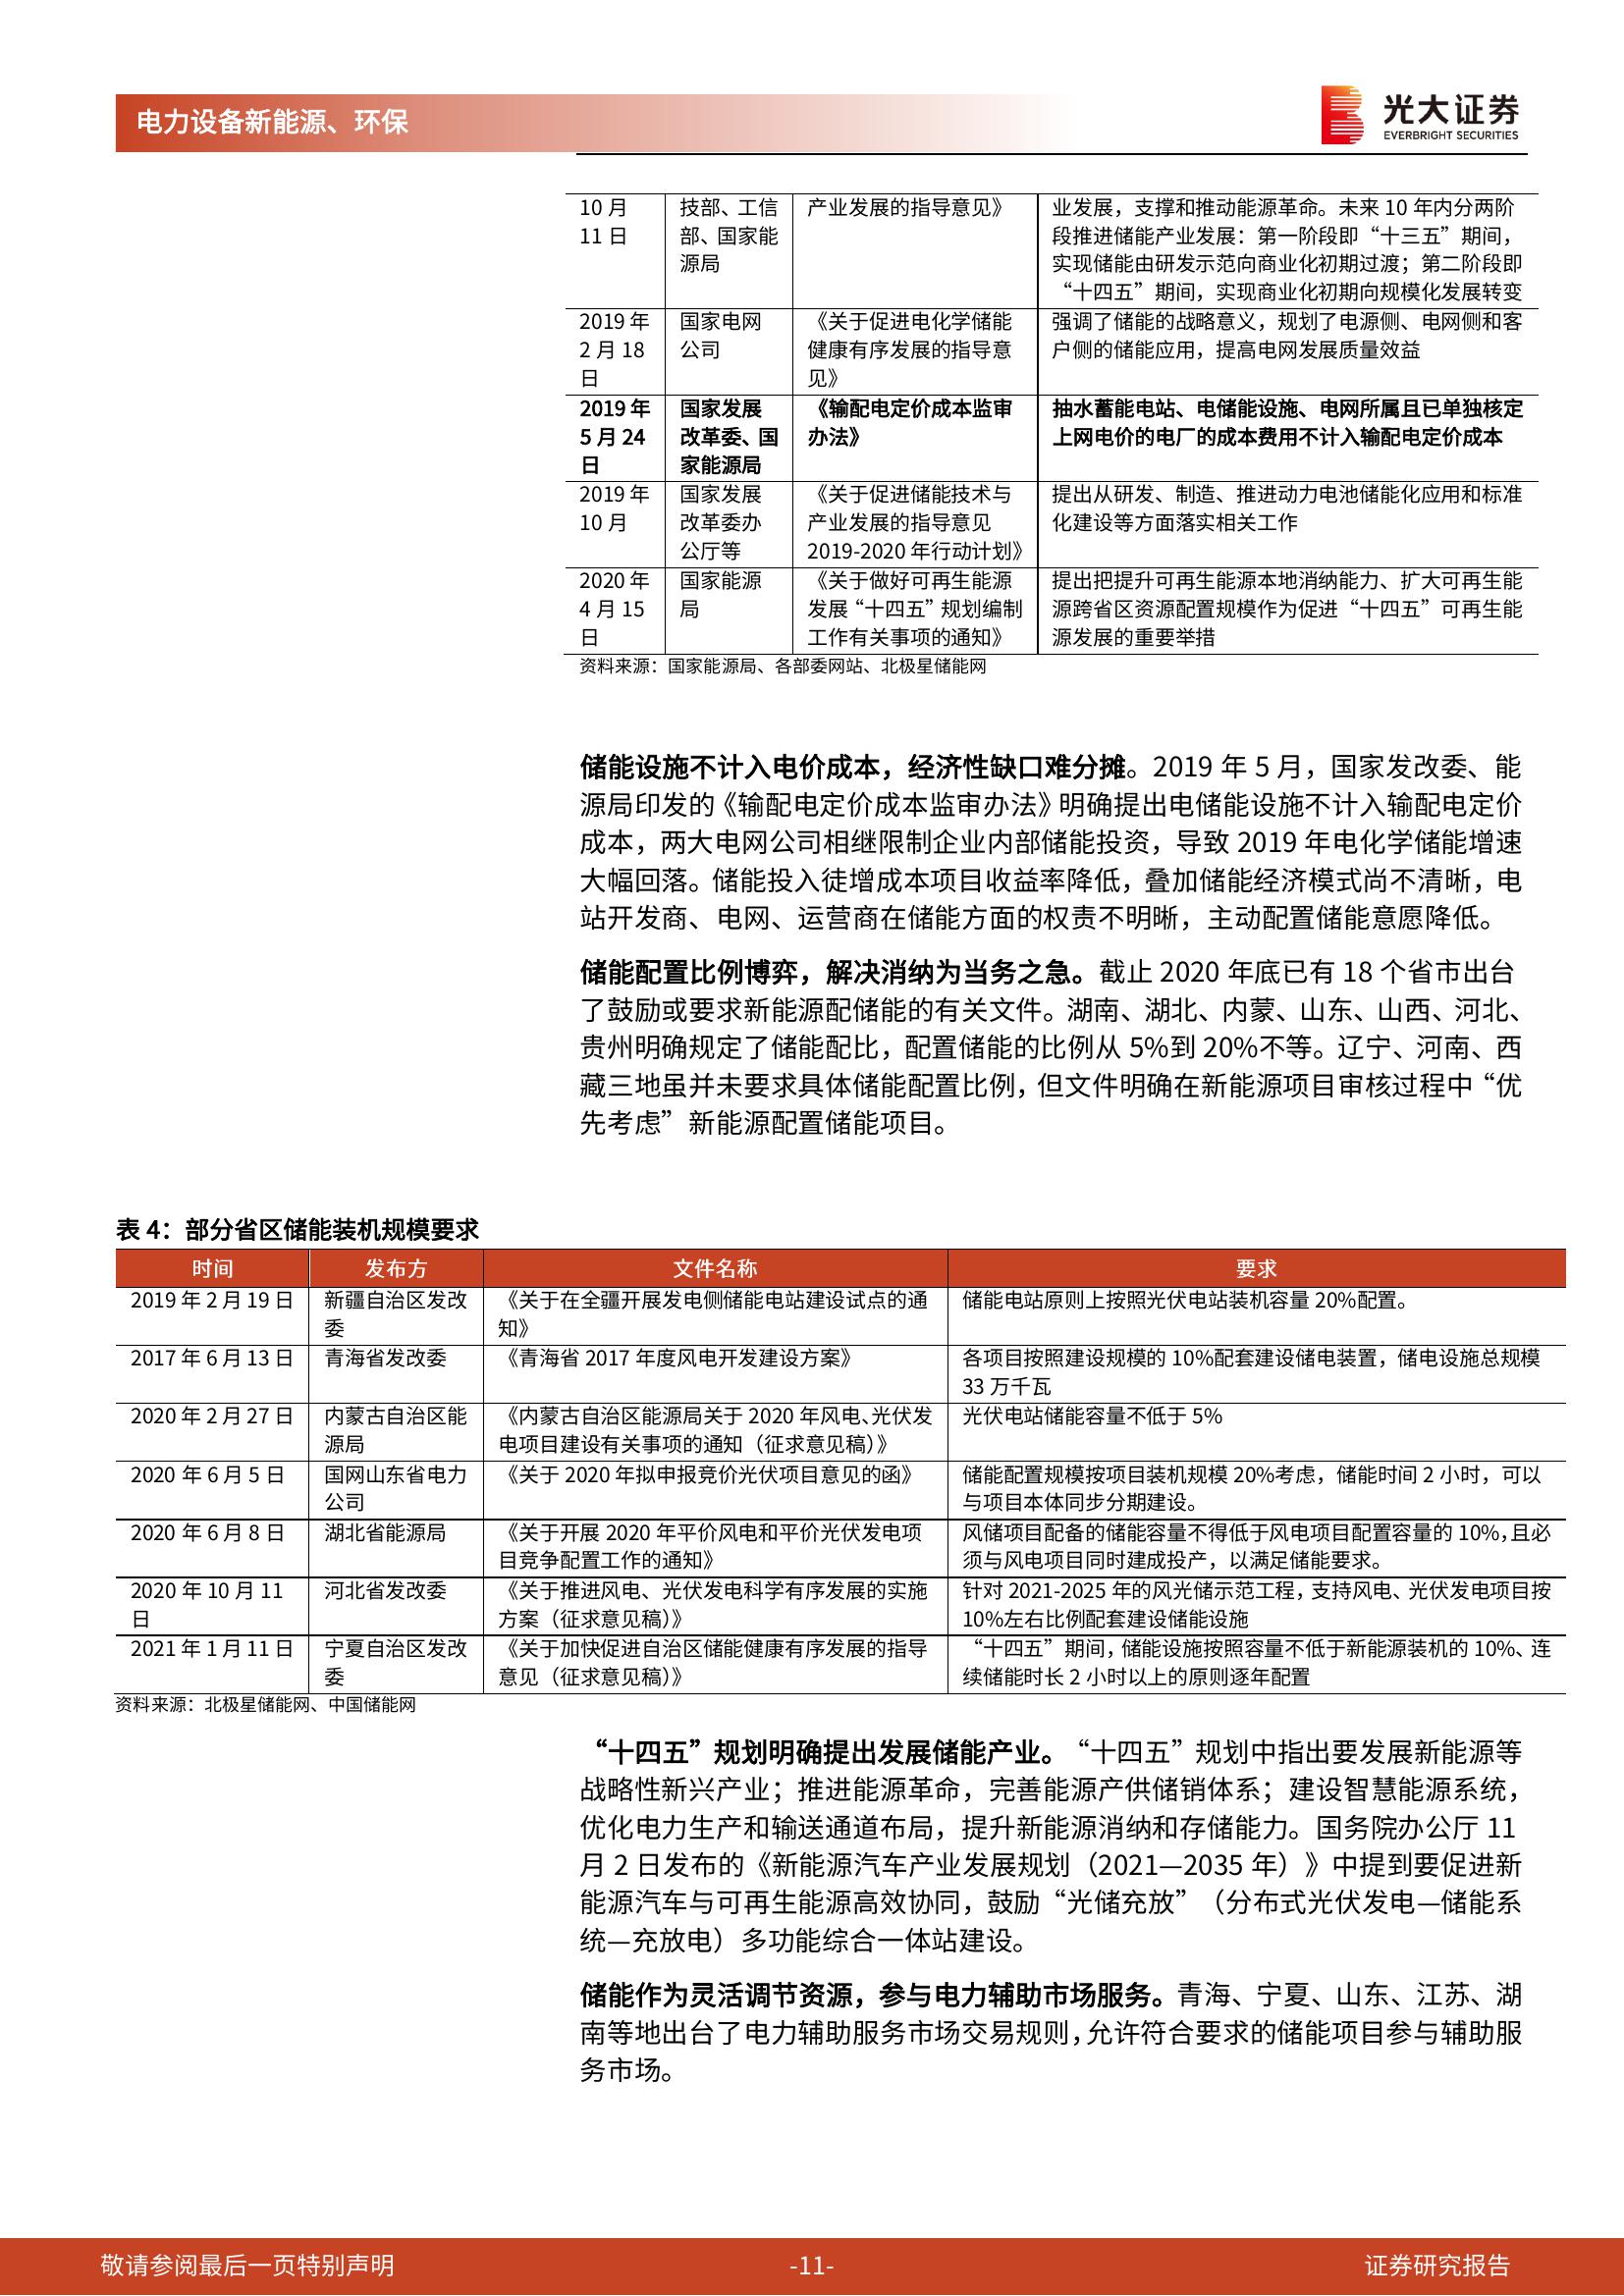 电力设备新能源、环保
光大证券
EVERBRIGHT SECURITIES
10 月
11 日
技部、工信
部、国家能
源局
产业发展的指导意见》
业发展，支撑和推动能源革命。未来 10 年内分两阶
段推进储能产业发展：第一阶段即“十三五”期间，
实现储能由研发示范向商业化初期过渡；第二阶段即
“十四五”期间，实现商业化初期向规模化发展转变
2019 年
2 月 18
日
国家电网
公司
《关于促进电化学储能
健康有序发展的指导意
见》
强调了储能的战略意义，规划了电源侧、电网侧和客
户侧的储能应用，提高电网发展质量效益
2019 年
5 月 24
日
国家发展
改革委、国
家能源局
《输配电定价成本监审
办法》
抽水蓄能电站、电储能设施、电网所属且已单独核定
上网电价的电厂的成本费用不计入输配电定价成本
2019 年
10 月
国家发展
改革委办
公厅等
《关于促进储能技术与
产业发展的指导意见
2019-2020 年行动计划》
提出从研发、制造、推进动力电池储能化应用和标准
化建设等方面落实相关工作
2020 年
4 月 15
日
国家能源
局
《关于做好可再生能源
发展“十四五”规划编制
工作有关事项的通知》
提出把提升可再生能源本地消纳能力、扩大可再生能
源跨省区资源配置规模作为促进“十四五”可再生能
源发展的重要举措
资料来源：国家能源局、各部委网站、北极星储能网
储能设施不计入电价成本，经济性缺口难分摊。2019 年 5 月，国家发改委、能
源局印发的《输配电定价成本监审办法》明确提出电储能设施不计入输配电定价
成本，两大电网公司相继限制企业内部储能投资，导致 2019 年电化学储能增速
大幅回落。储能投入徒增成本项目收益率降低，叠加储能经济模式尚不清晰，电
站开发商、电网、运营商在储能方面的权责不明晰，主动配置储能意愿降低。
储能配置比例博弈，解决消纳为当务之急。截止 2020 年底已有 18 个省市出台
了鼓励或要求新能源配储能的有关文件。湖南、湖北、内蒙、山东、山西、河北、
贵州明确规定了储能配比，配置储能的比例从 5%到 20%不等。辽宁、河南、西
藏三地虽并未要求具体储能配置比例，但文件明确在新能源项目审核过程中“优
先考虑”新能源配置储能项目。
表 4：部分省区储能装机规模要求
时间 发布方 文件名称 要求
2019 年 2 月 19 日
新疆自治区发改
委
《关于在全疆开展发电侧储能电站建设试点的通
知》
储能电站原则上按照光伏电站装机容量 20%配置。
2017 年 6 月 13 日
青海省发改委
《青海省 2017 年度风电开发建设方案》
各项目按照建设规模的 10%配套建设储电装置，储电设施总规模
33 万千瓦
2020 年 2 月 27 日
内蒙古自治区能
源局
《内蒙古自治区能源局关于 2020 年风电、光伏发
电项目建设有关事项的通知（征求意见稿）》
光伏电站储能容量不低于 5%
2020 年 6 月 5 日
国网山东省电力
公司
《关于 2020 年拟申报竞价光伏项目意见的函》
储能配置规模按项目装机规模 20%考虑，储能时间 2 小时，可以
与项目本体同步分期建设。
2020 年 6 月 8 日
湖北省能源局
《关于开展 2020 年平价风电和平价光伏发电项
目竞争配置工作的通知》
风储项目配备的储能容量不得低于风电项目配置容量的 10%，且必
须与风电项目同时建成投产，以满足储能要求。
2020 年 10 月 11
日
河北省发改委
《关于推进风电、光伏发电科学有序发展的实施
方案（征求意见稿）》
针对 2021-2025 年的风光储示范工程，支持风电、光伏发电项目按
10%左右比例配套建设储能设施
2021 年 1 月 11 日
宁夏自治区发改
委
《关于加快促进自治区储能健康有序发展的指导
意见（征求意见稿）》
“十四五”期间，储能设施按照容量不低于新能源装机的 10%、连
续储能时长 2 小时以上的原则逐年配置
资料来源：北极星储能网、中国储能网
“十四五”规划明确提出发展储能产业。“十四五”规划中指出要发展新能源等
战略性新兴产业；推进能源革命，完善能源产供储销体系；建设智慧能源系统，
优化电力生产和输送通道布局，提升新能源消纳和存储能力。国务院办公厅 11
月 2 日发布的《新能源汽车产业发展规划（2021—2035 年）》中提到要促进新
能源汽车与可再生能源高效协同，鼓励“光储充放”（分布式光伏发电—储能系
统—充放电）多功能综合一体站建设。
储能作为灵活调节资源，参与电力辅助市场服务。青海、宁夏、山东、江苏、湖
南等地出台了电力辅助服务市场交易规则，允许符合要求的储能项目参与辅助服
务市场。
敬请参阅最后一页特别声明
-11-
证券研究报告